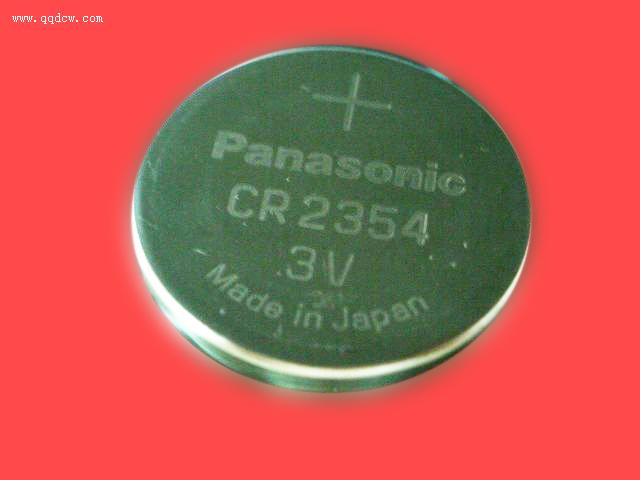 www.qqdcw.com
+
Panasonic
CR2354
3V
Made in Japan